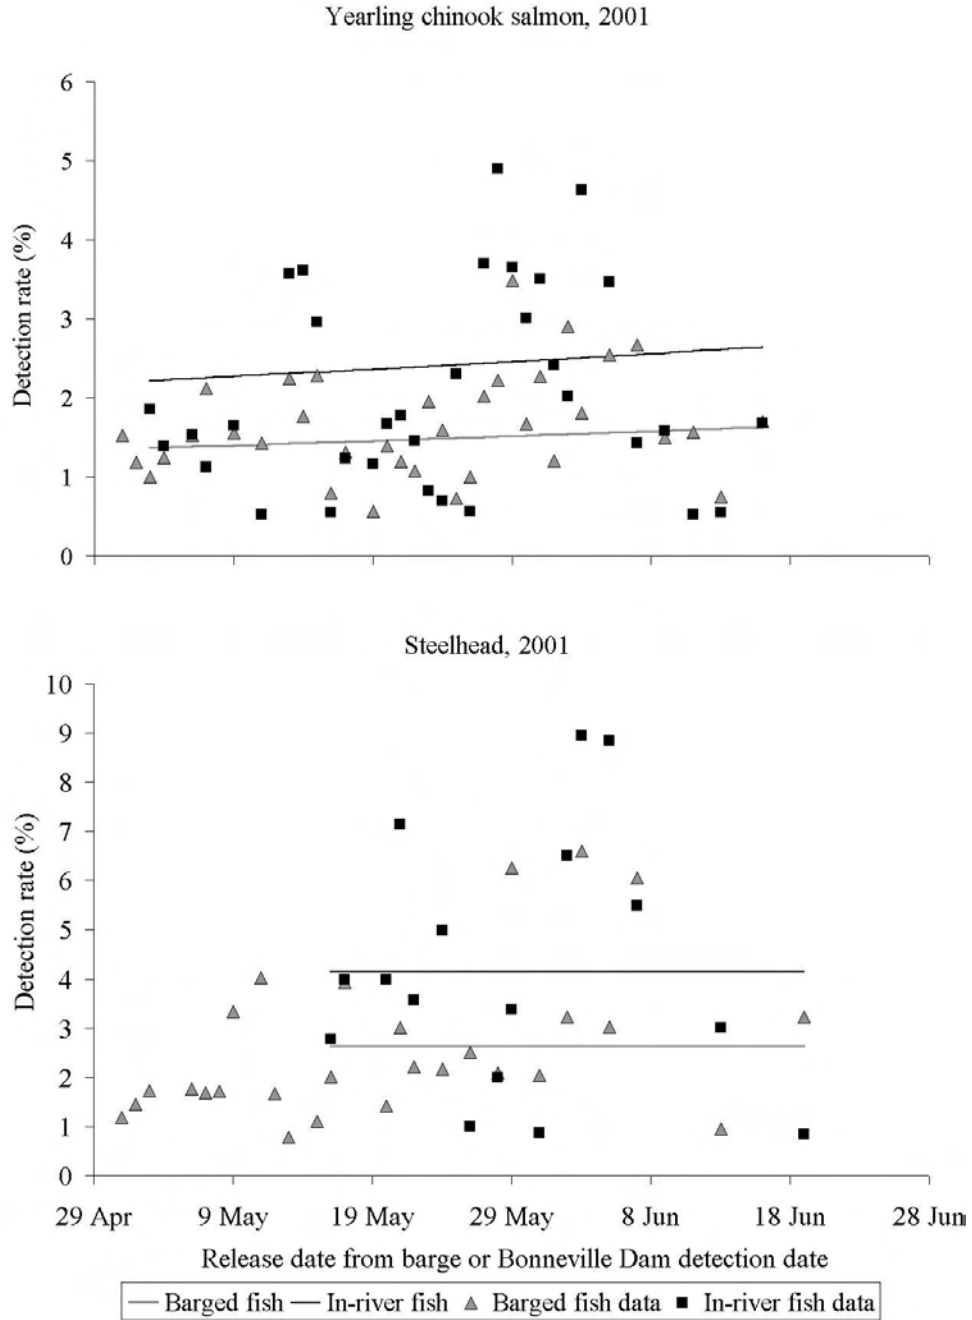 Yearling chinook salmon, 2001
6
5
4
3
2
1
0
Detection rate (%)
Steelhead, 2001
10
9
8
7
6
5
4
3
2
1
0
Detection rate (%)
29 Apr 9 May 19 May 29 May 8 Jun 18 Jun 28 Jun
Release date from barge or Bonneville Dam detection date
Barged fish In-river fish Barged fish data In-river fish data